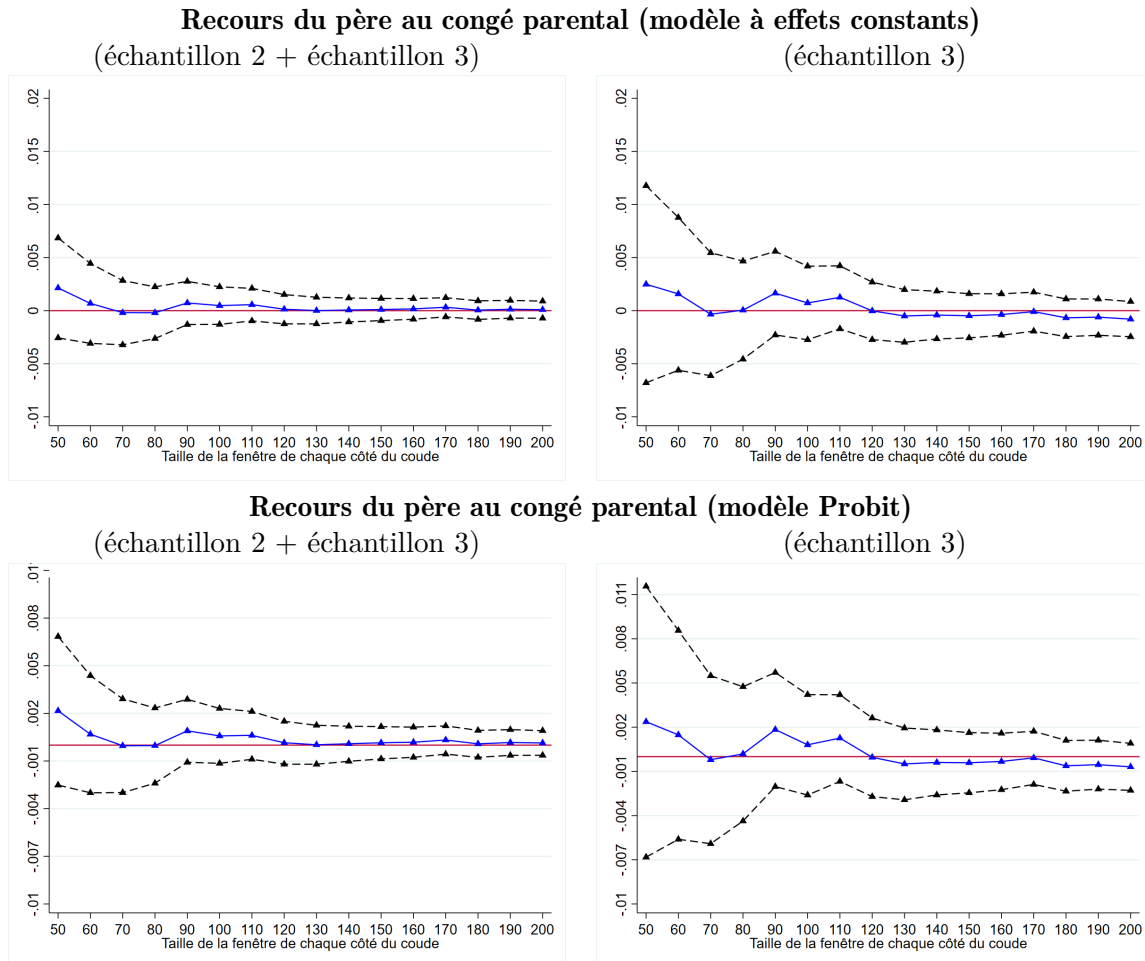 Recours du père au congé parental (modèle à effets constants)
(échantillon 2 + échantillon 3)
(échantillon 3)
.02
.015
.01
.005
0
-.005
-.01
50 60 70 80 90 100 110 120 130 140 150 160 170 180 190 200
Taille de la fenêtre de chaque côté du coude
.02
.015
.01
.005
0
-.005
-.01
50 60 70 80 90 100 110 120 130 140 150 160 170 180 190 200
Taille de la fenêtre de chaque côté du coude
Recours du père au congé parental (modèle Probit)
(échantillon 2 + échantillon 3)
(échantillon 3)
.01
.008
.005
.002
-.001
-.004
-.007
-.01
50 60 70 80 90 100 110 120 130 140 150 160 170 180 190 200
Taille de la fenêtre de chaque côté du coude
.011
.008
.005
.002
-.001
-.004
-.007
-.01
50 60 70 80 90 100 110 120 130 140 150 160 170 180 190 200
Taille de la fenêtre de chaque côté du coude